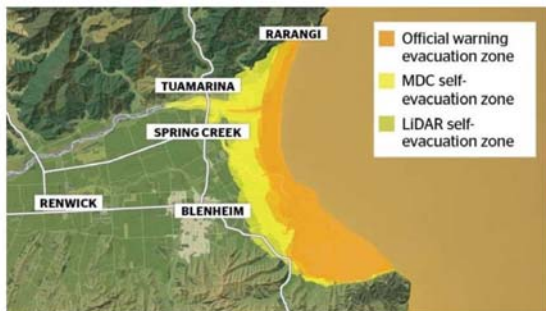 RARANGI
TUAMARINA
SPRING CREEK
RENWICK
BLENHEIM
Official warning
evacuation zone
MDC self-
evacuation zone
LiDAR self-
evacuation zone